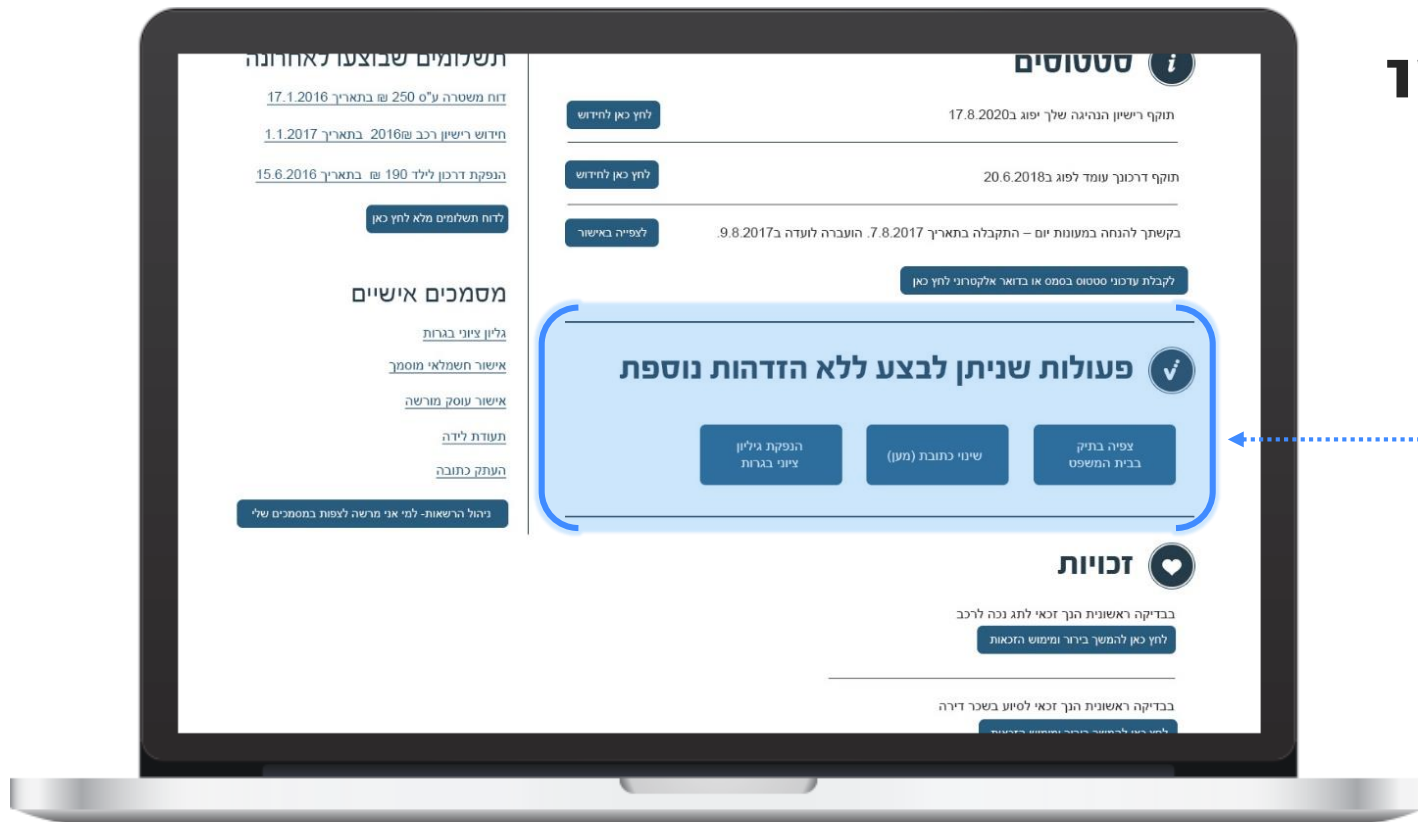 סטטוסים
תוקף רישיון הנהיגה שלך יפוג ב17.8.2020
לחץ כאן לחידוש
תוקף דרכונך עומד לפוג ב20.6.2018
לחץ כאן לחידוש
בקשתך להנחה במעונות יום – התקבלה בתאריך 7.8.2017. הועברה לועדה ב9.8.2017.
לצפייה באישור
לקבלת עדכוני סטטוס בסמס או בדואר אלקטרוני לחץ כאן
פעולות שניתן לבצע ללא הזדהות נוספת
צפיה בתיק
בבית המשפט
שינוי כתובת (מען)
הנפקת גיליון
ציוני בגרות
זכויות
בבדיקה ראשונית הנך זכאי לתג נכה לרכב
לחץ כאן להמשך בירור ומימוש הזכאות
בבדיקה ראשונית הנך זכאי לסיוע בשכר דירה
לחץ כאן להמשך בירור ומימוש הזכאות
תשלומים שבוצעו לאחרונה
דוח משטרה ע"ס 250 ₪ בתאריך 17.1.2016
חידוש רישיון רכב 2016₪ בתאריך 1.1.2017
הנפקת דרכון לילד 190 ₪ בתאריך 15.6.2016
לדוח תשלומים מלא לחץ כאן
מסמכים אישיים
גליון ציוני בגרות
אישור חשמלאי מוסמך
אישור עוסק מורשה
תעודת לידה
העתק כתובה
ניהול הרשאות- למי אני מרשה לצפות במסמכים שלי